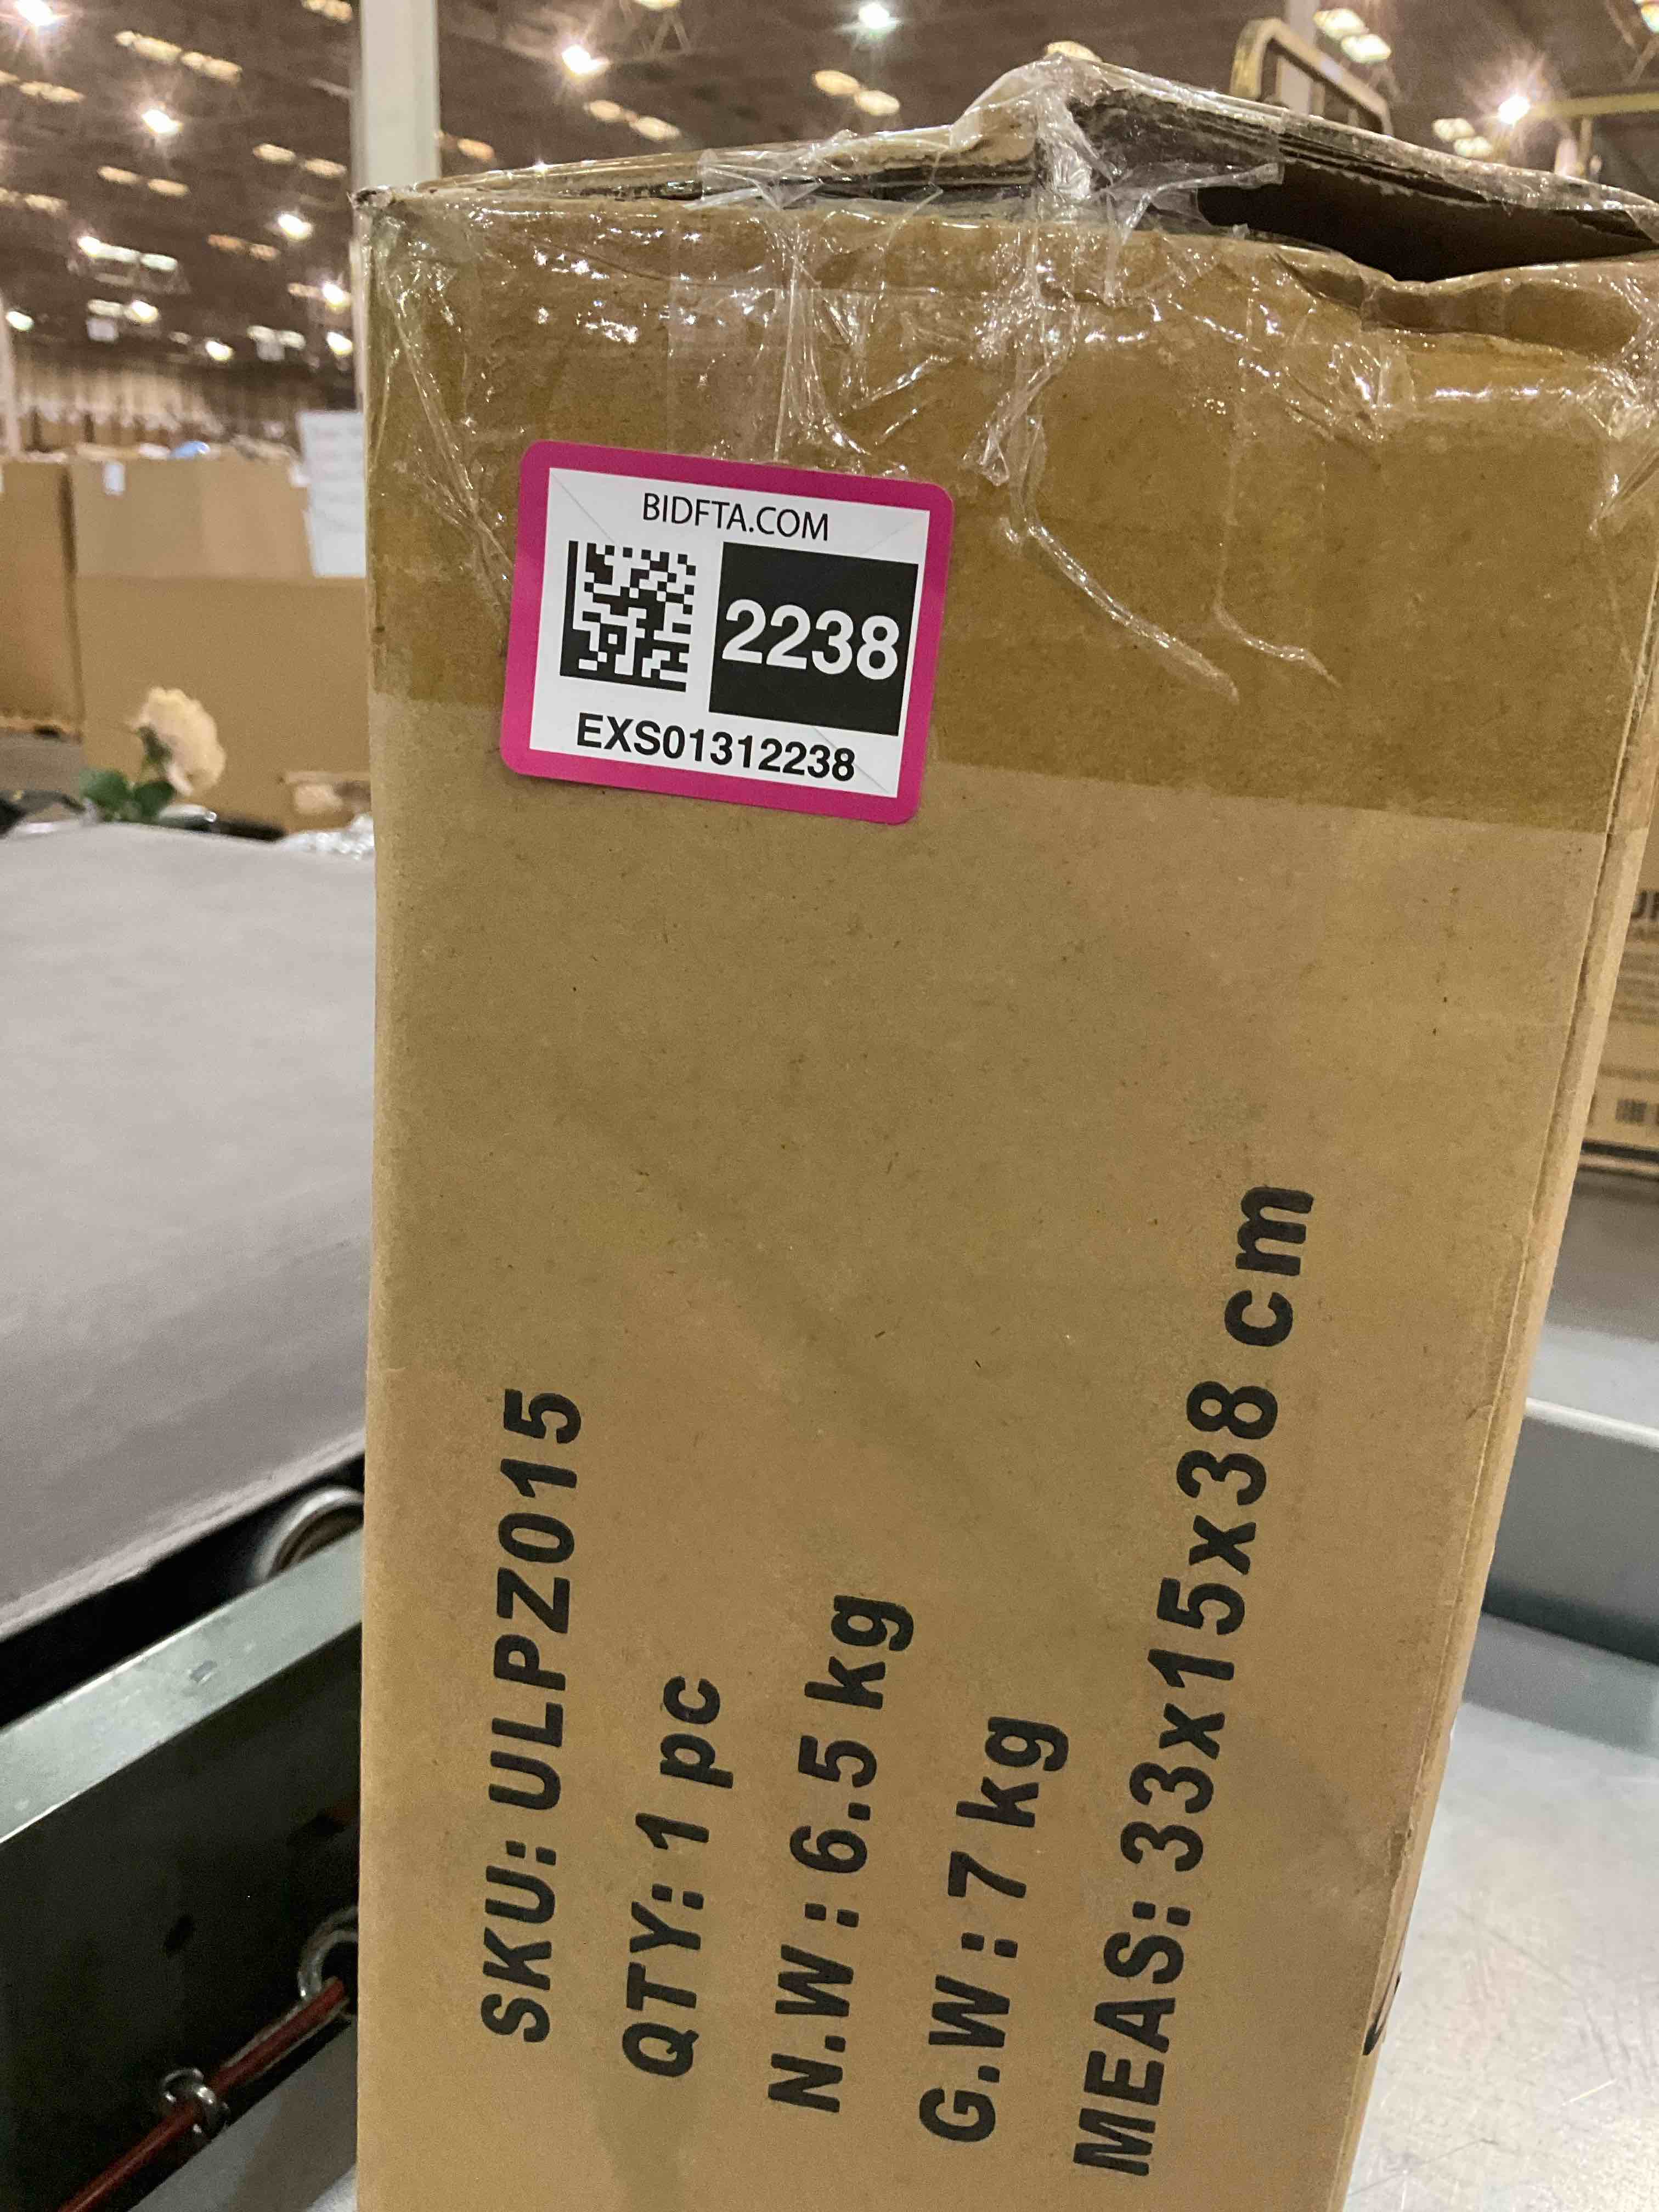 BIDFTA.COM
2238
EXS01312238
SKU: ULPZ015
QTY: 1 pc
N.W : 6.5 kg
G.W : 7 kg
MEAS: 33x15x38 cm